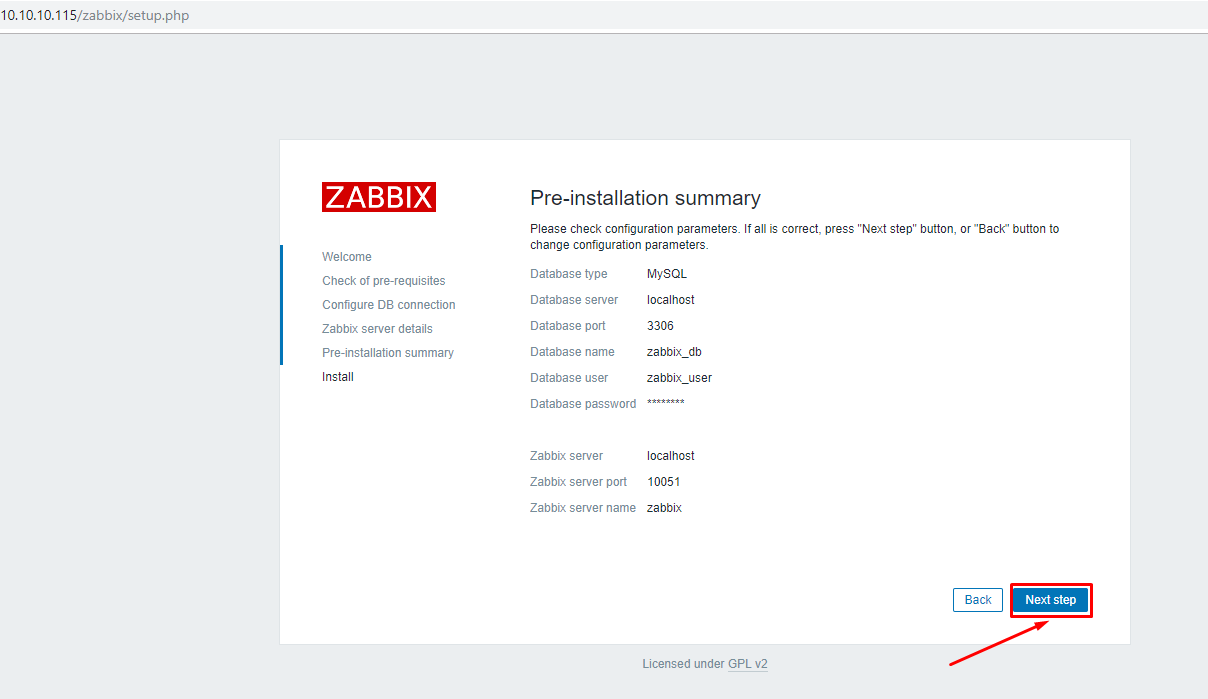 10.10.10.115/zabbix/setup.php
ZABBIX
Welcome
Check of pre-requisites
Configure DB connection
Zabbix server details
Pre-installation summary
Install
Pre-installation summary
Please check configuration parameters. If all is correct, press "Next step" button, or "Back" button to
change configuration parameters.
Database type MySQL
Database server localhost
Database port 3306
Database name zabbix_db
Database user zabbix_user
Database password ********
Zabbix server localhost
Zabbix server port 10051
Zabbix server name zabbix
Back Next step
Licensed under GPL v2